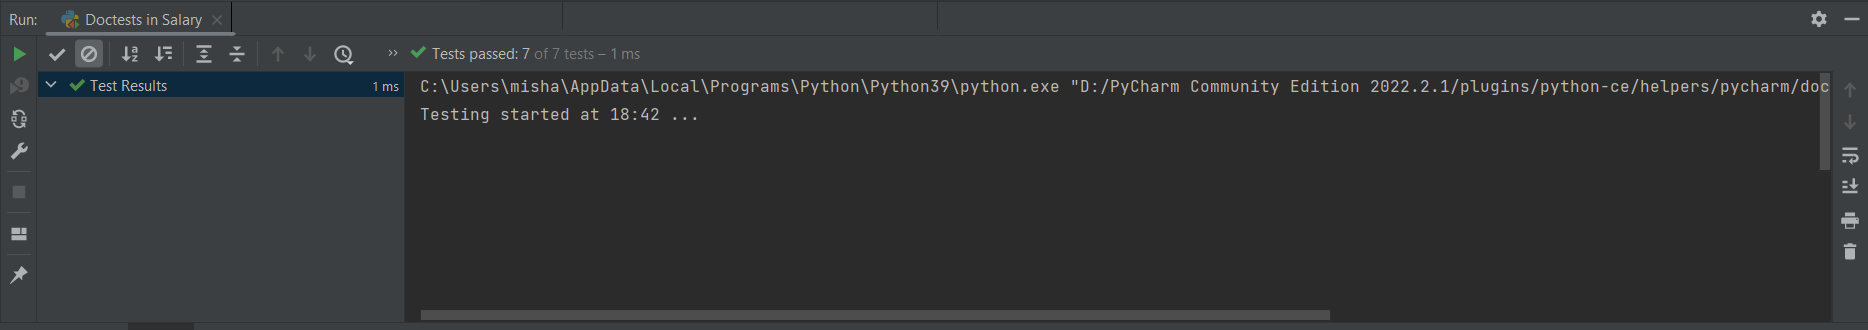 Run: Doctests in Salary
Tests passed: 7 of 7 tests – 1 ms
Test Results 1 ms
C:\Users\misha\AppData\Local\Programs\Python\Python39\python.exe "D:/PyCharm Community Edition 2022.2.1/plugins/python-ce/helpers/pycharm/doc
Testing started at 18:42 ...